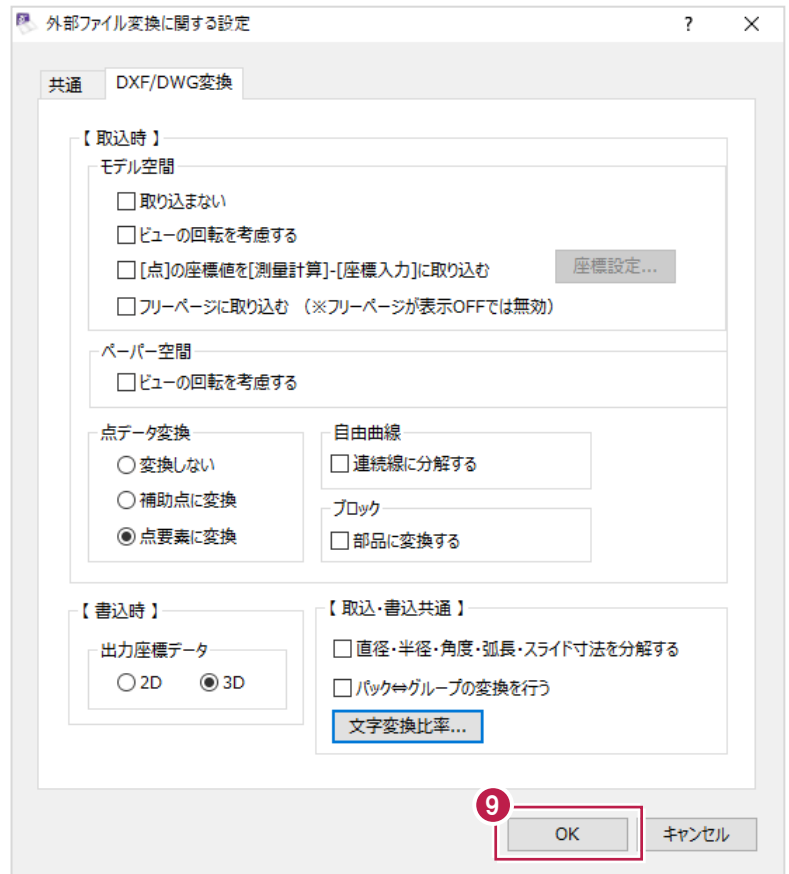 外部ファイル変換に関する設定
?
共通
DXF/DWG変換
【 取込時 】
モデル空間
取り込まない
ビューの回転を考慮する
[点]の座標値を[測量計算]-[座標入力]に取り込む
座標設定...
フリーページに取り込む （※フリーページが表示OFFでは無効）
ペーパー空間
ビューの回転を考慮する
点データ変換
変換しない
補助点に変換
点要素に変換
自由曲線
連続線に分解する
ブロック
部品に変換する
【 書込時 】
出力座標データ
2D 3D
【 取込・書込共通 】
直径・半径・角度・弧長・スライド寸法を分解する
パック⇔グループの変換を行う
文字変換比率...
9
OK
キャンセル